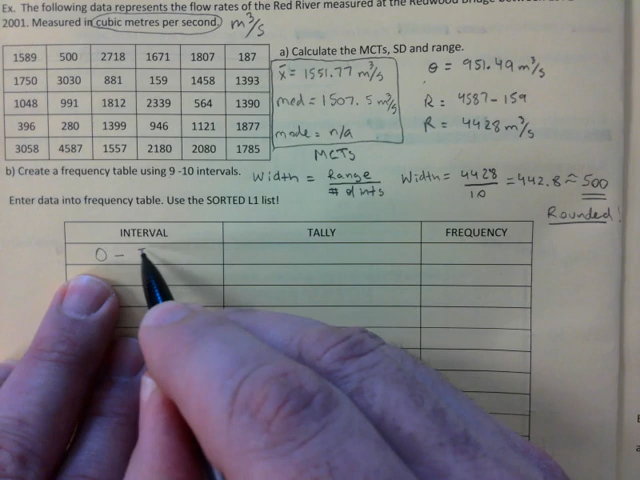 Ex. The following data represents the flow rates of the Red River measured at the Redwood Bridge between
2001. Measured in cubic metres per second. m³/s
a) Calculate the MCTs, SD and range.
1589 500 2718 1671 1807 187
1750 3030 881 159 1458 1393
1048 991 1812 2339 564 1390
396 280 1399 946 1121 1877
3058 4587 1557 2180 2080 1785
x̄ = 1551.77 m³/s
med = 1507.5 m³/s
mode = n/a
MCTs
θ = 951.49 m³/s
R = 4587 - 159
R = 4428 m³/s
b) Create a frequency table using 9 -10 intervals.
Width = Range / # of ints
Width = 4428 / 10 = 442.8 ≈ 500
Rounded!
Enter data into frequency table. Use the SORTED L1 list!
INTERVAL TALLY FREQUENCY
0 -